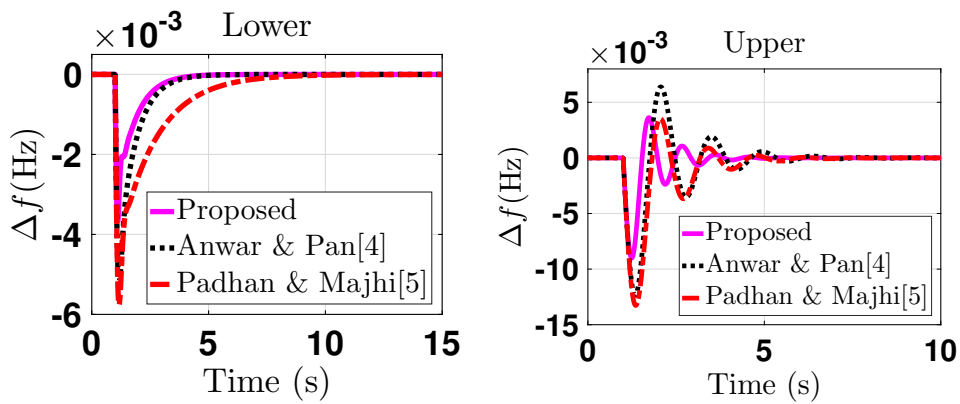 × 10⁻³
Lower
0
-2
-4
-6
Δf(Hz)
Proposed
Anwar & Pan[4]
Padhan & Majhi[5]
0
5
10
15
Time (s)
× 10⁻³
Upper
5
0
-5
-10
-15
Δf(Hz)
Proposed
Anwar & Pan[4]
Padhan & Majhi[5]
0
5
10
Time (s)